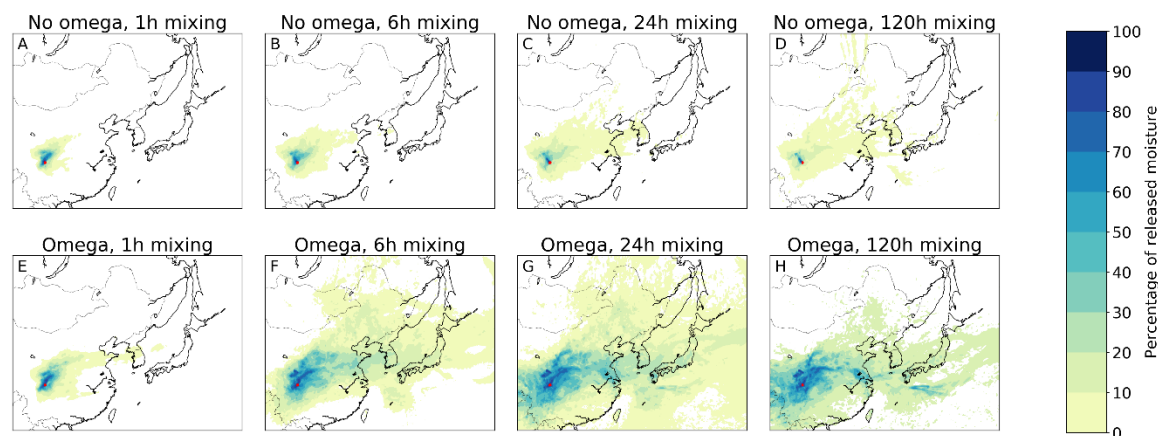 No omega, 1h mixing
No omega, 6h mixing
No omega, 24h mixing
No omega, 120h mixing
A
B
C
D
Omega, 1h mixing
Omega, 6h mixing
Omega, 24h mixing
Omega, 120h mixing
E
F
G
H
100
90
80
70
60
50
40
30
20
10
0
Percentage of released moisture